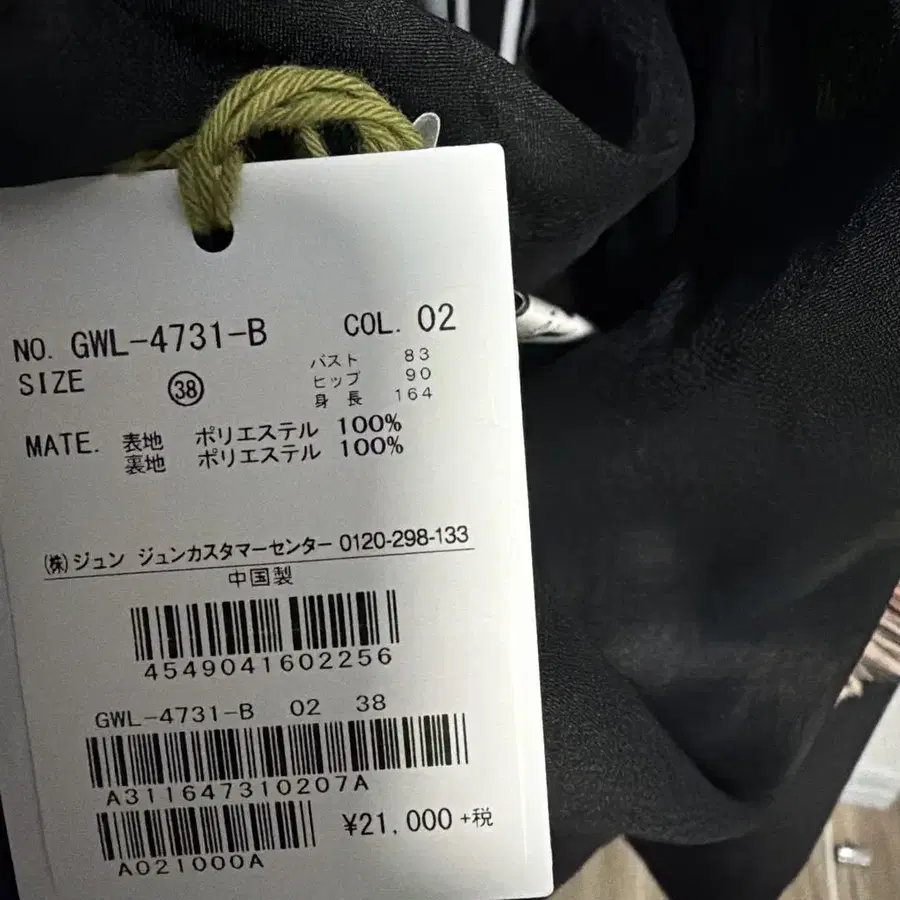 NO. GWL-4731-B COL. 02
SIZE 38 バスト 83
ヒップ 90
身長 164
MATE. 表地 ポリエステル 100%
裏地 ポリエステル 100%
(株)ジュン ジュンカスタマーセンター 0120-298-133
中国製
4549041602256
GWL-4731-B 02 38
A311647310207A
¥21.000+税
A021000A